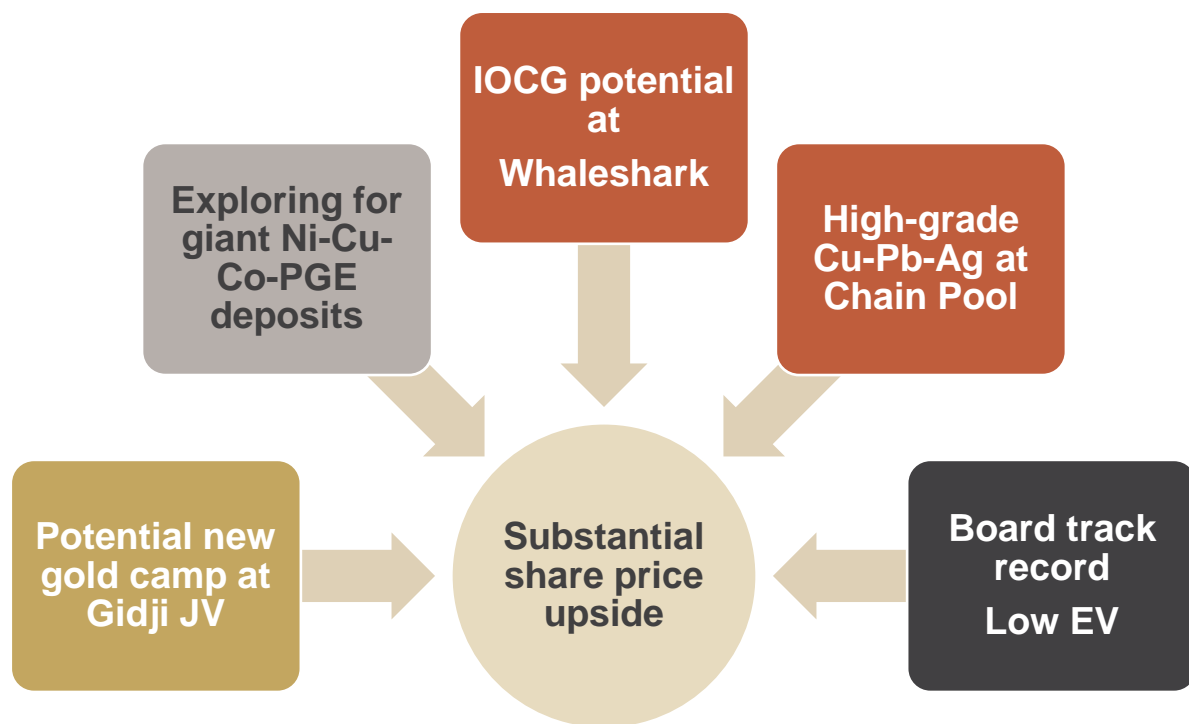 IOCG potential
at
Whaleshark
Exploring for
giant Ni-Cu-
Co-PGE
deposits
High-grade
Cu-Pb-Ag at
Chain Pool
Potential new
gold camp at
Gidji JV
Substantial
share price
upside
Board track
record
Low EV